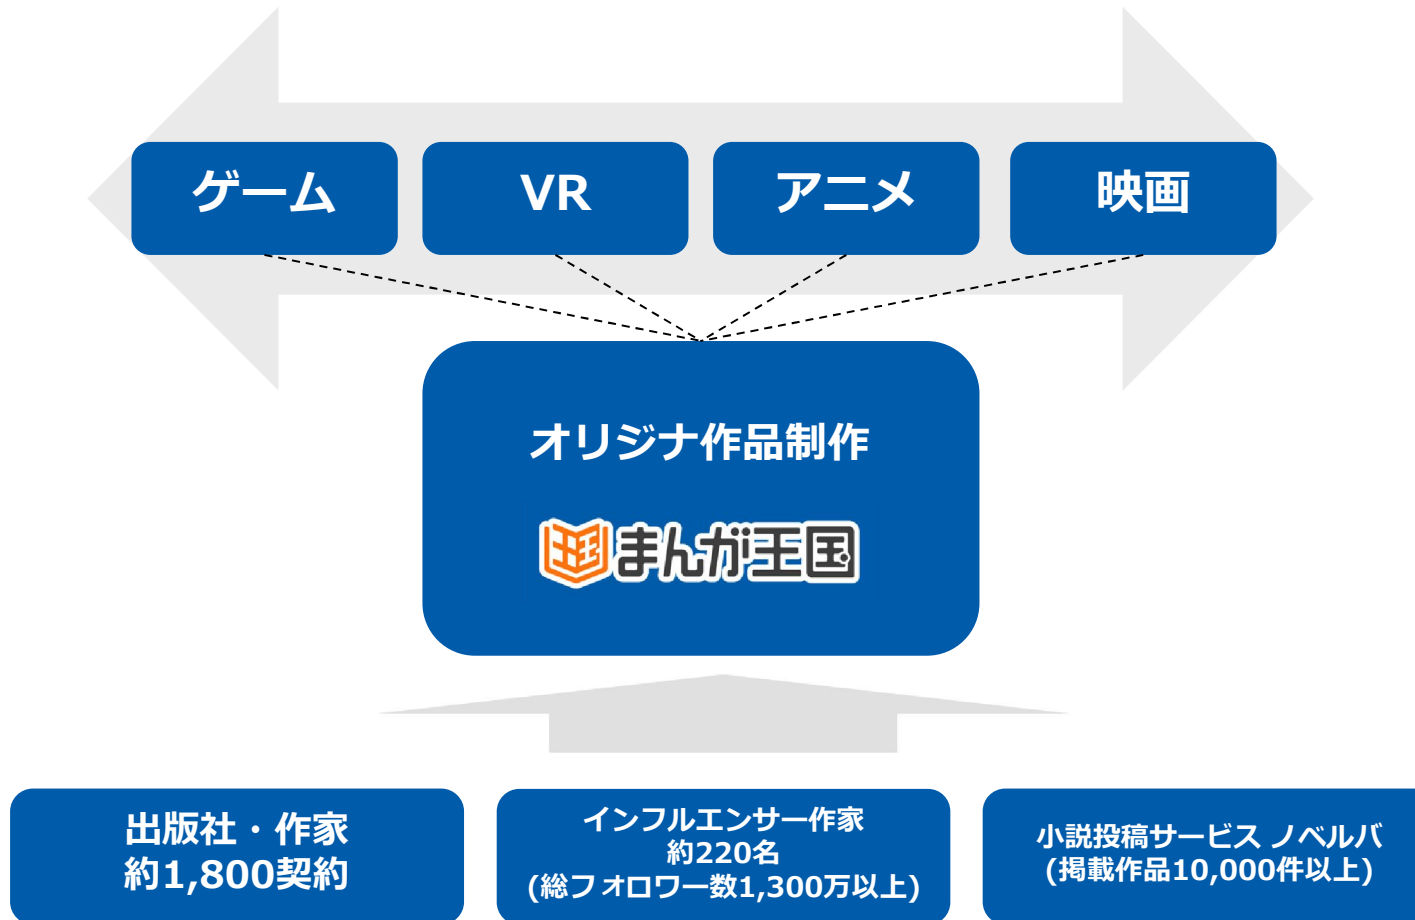 ゲーム
VR
アニメ
映画
オリジナ作品制作
まんが王国
出版社・作家
約1,800契約
インフルエンサー作家
約220名
(総フォロワー数1,300万以上)
小説投稿サービス ノベルバ
(掲載作品10,000件以上)